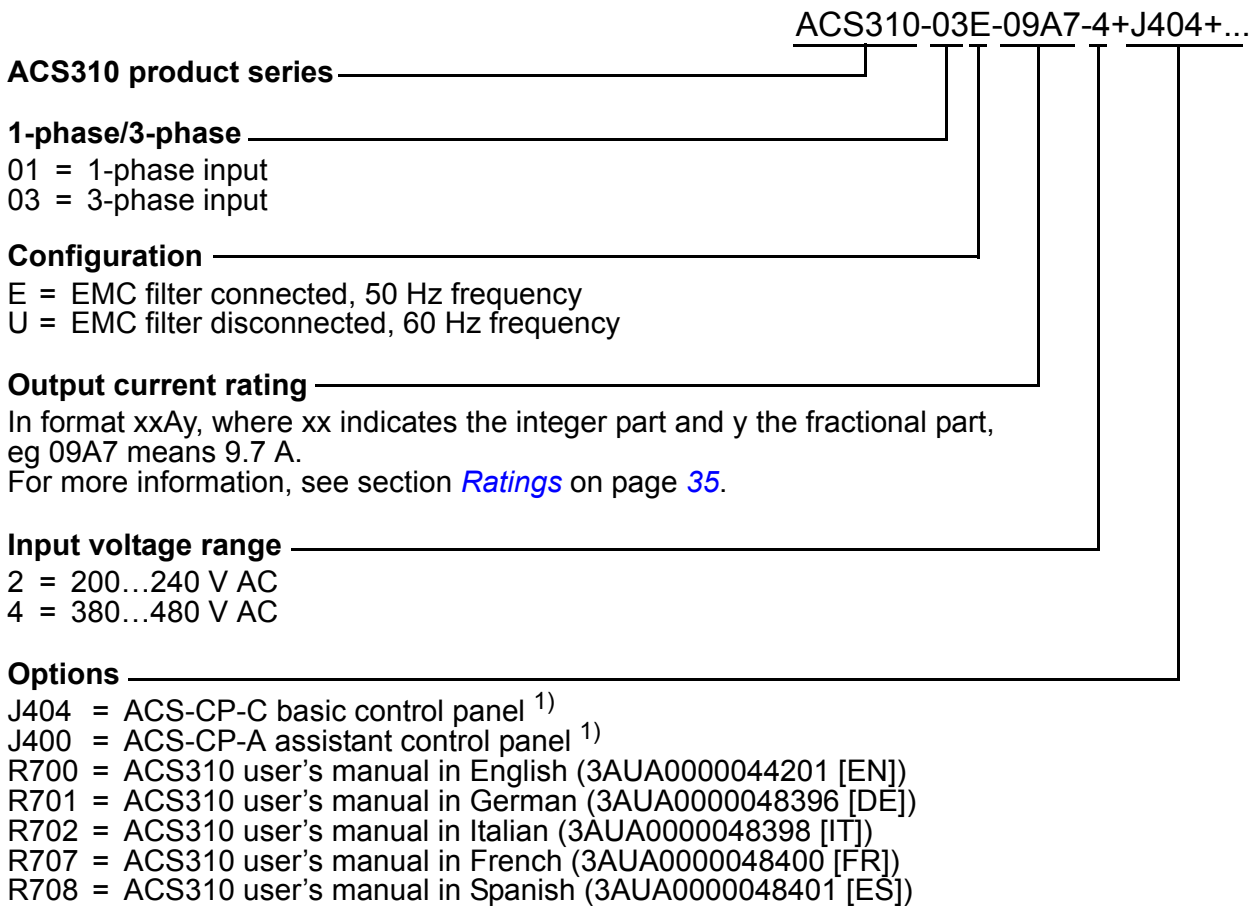 ACS310-03E-09A7-4+J404+...
ACS310 product series
1-phase/3-phase
01 = 1-phase input
03 = 3-phase input
Configuration
E = EMC filter connected, 50 Hz frequency
U = EMC filter disconnected, 60 Hz frequency
Output current rating
In format xxAy, where xx indicates the integer part and y the fractional part,
eg 09A7 means 9.7 A.
For more information, see section Ratings on page 35.
Input voltage range
2 = 200…240 V AC
4 = 380…480 V AC
Options
J404 = ACS-CP-C basic control panel 1)
J400 = ACS-CP-A assistant control panel 1)
R700 = ACS310 user’s manual in English (3AUA0000044201 [EN])
R701 = ACS310 user’s manual in German (3AUA0000048396 [DE])
R702 = ACS310 user’s manual in Italian (3AUA0000048398 [IT])
R707 = ACS310 user’s manual in French (3AUA0000048400 [FR])
R708 = ACS310 user’s manual in Spanish (3AUA0000048401 [ES])